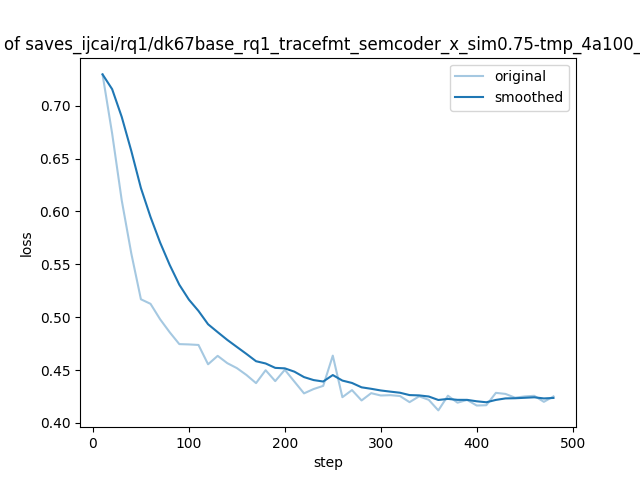 of saves_ijcai/rq1/dk67base_rq1_tracefmt_semcoder_x_sim0.75-tmp_4a100_
original
smoothed
0.70
0.65
0.60
0.55
0.50
0.45
0.40
loss
0 100 200 300 400 500
step